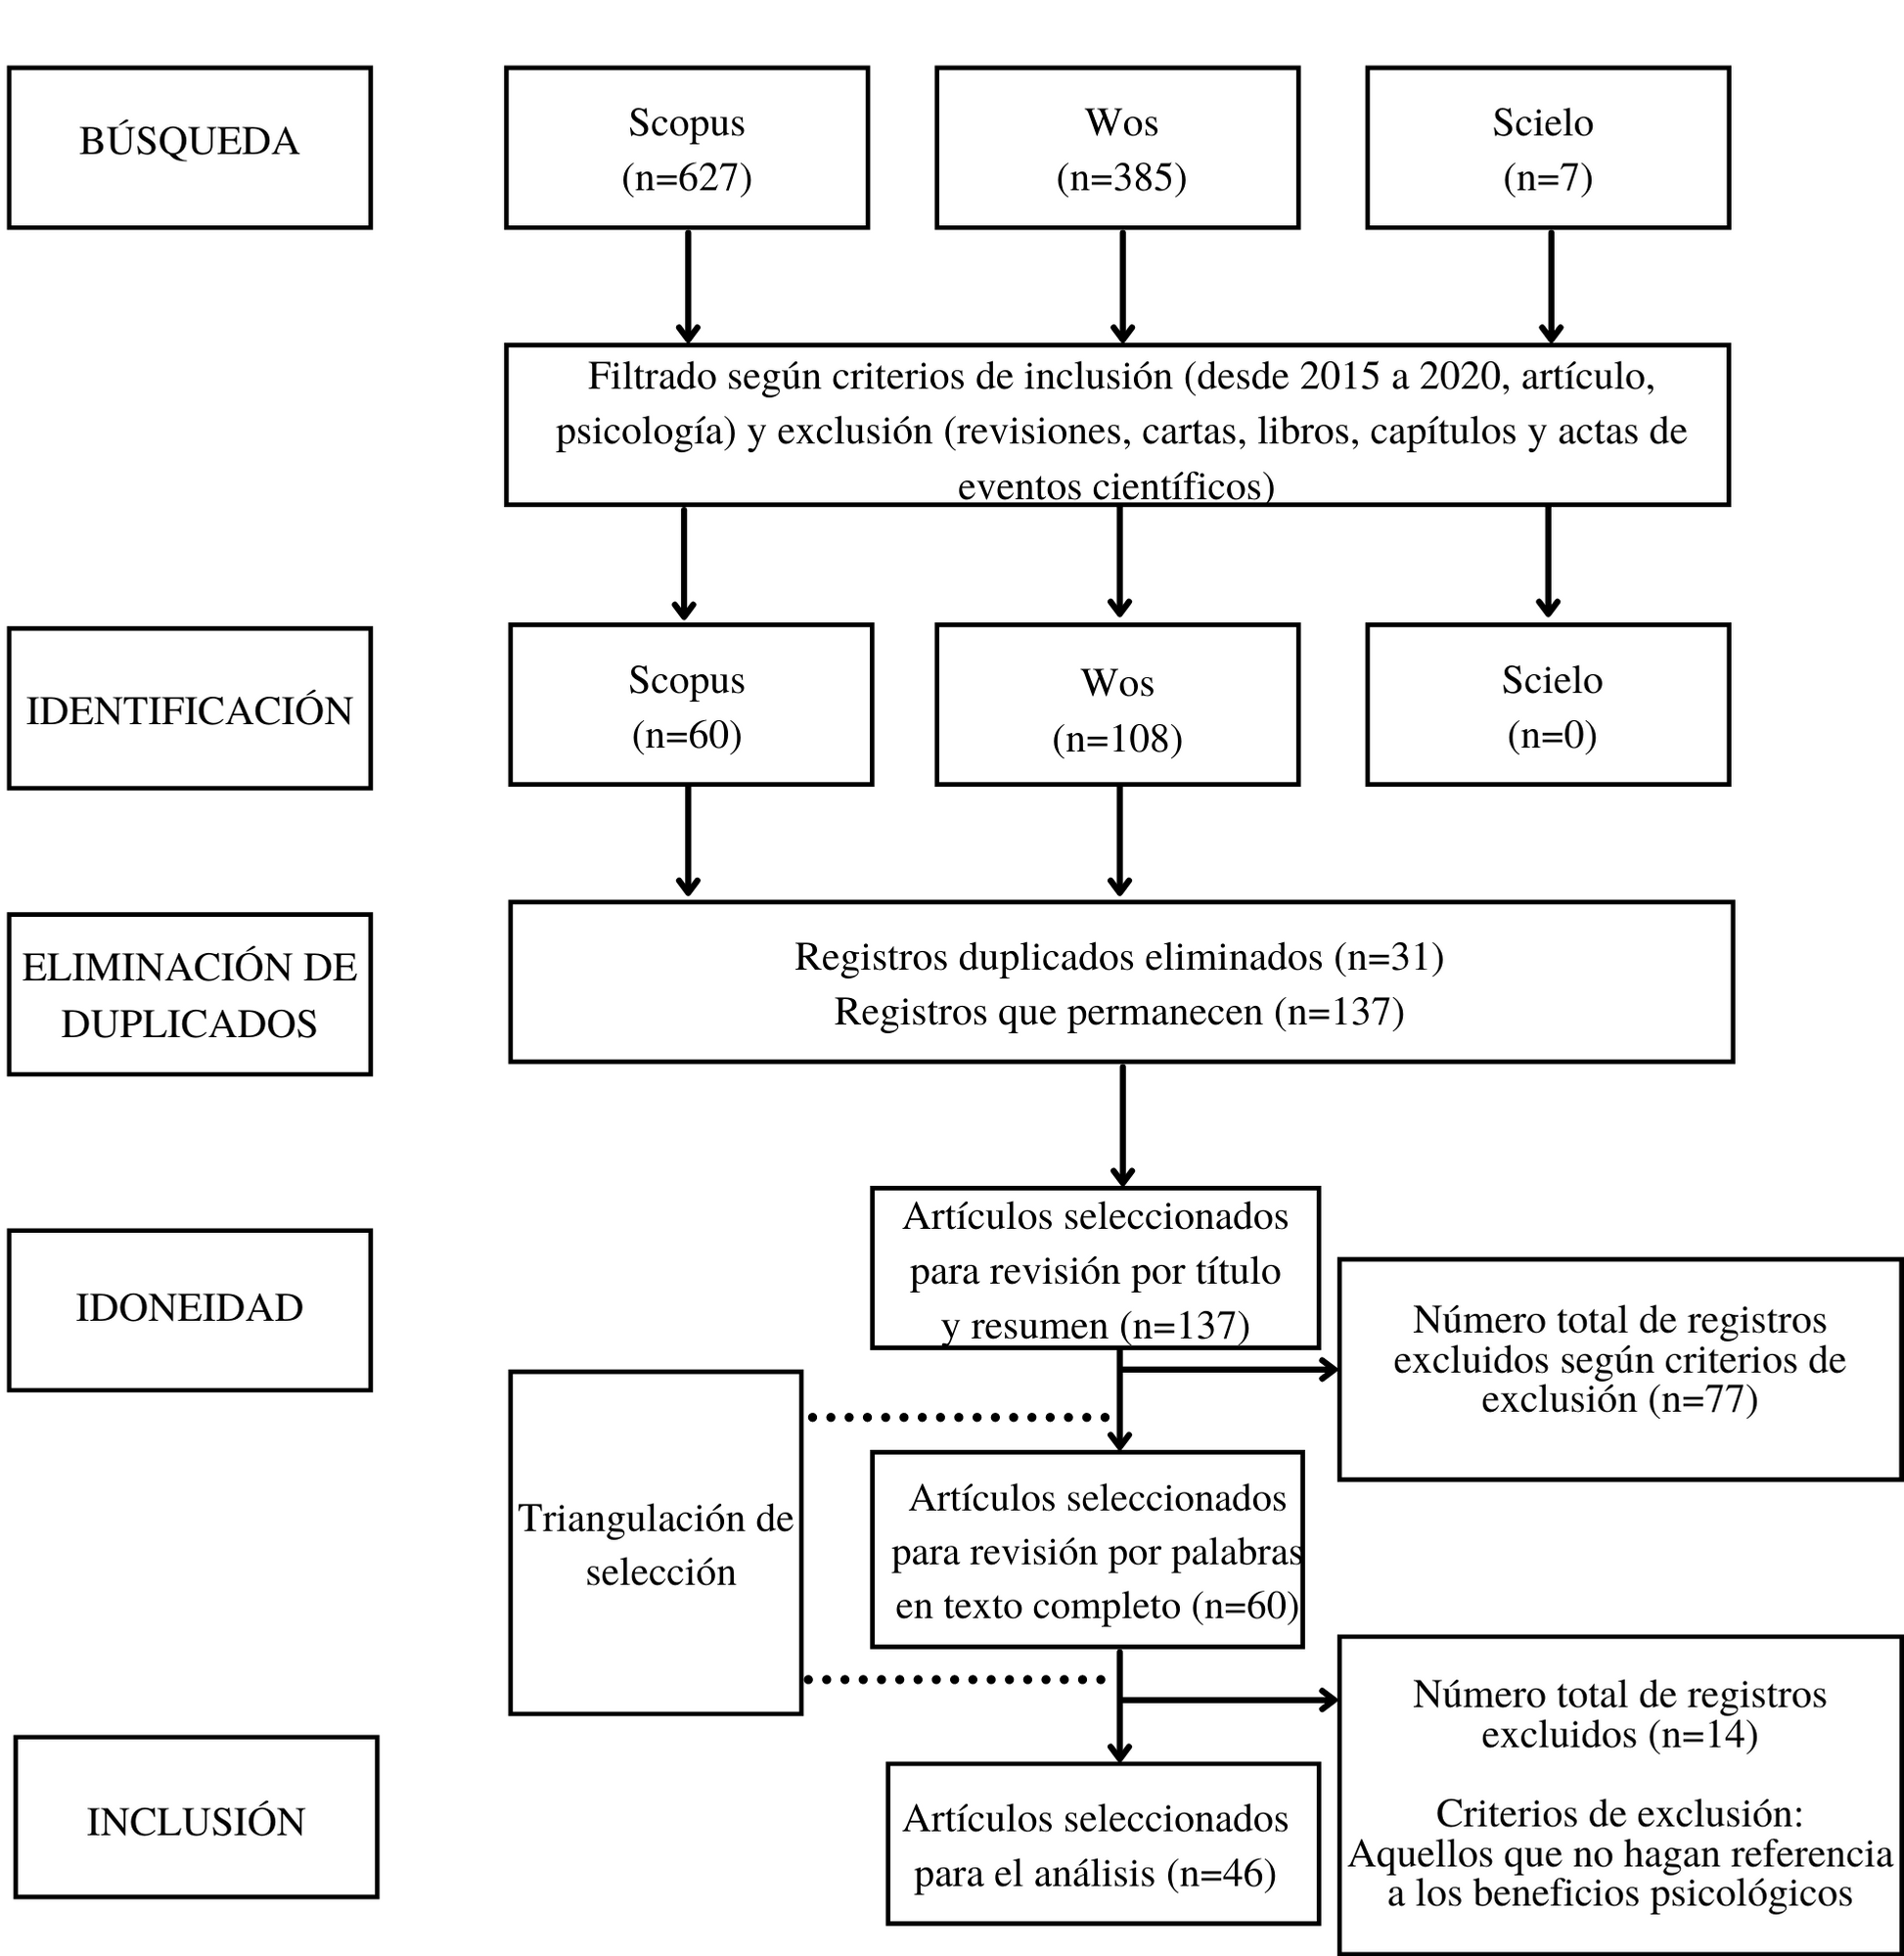 BÚSQUEDA
Scopus
(n=627)
Wos
(n=385)
Scielo
(n=7)
Filtrado según criterios de inclusión (desde 2015 a 2020, artículo,
psicología) y exclusión (revisiones, cartas, libros, capítulos y actas de
eventos científicos)
IDENTIFICACIÓN
Scopus
(n=60)
Wos
(n=108)
Scielo
(n=0)
ELIMINACIÓN DE
DUPLICADOS
Registros duplicados eliminados (n=31)
Registros que permanecen (n=137)
IDONEIDAD
Artículos seleccionados
para revisión por título
y resumen (n=137)
Número total de registros
excluidos según criterios de
exclusión (n=77)
Triangulación de
selección
Artículos seleccionados
para revisión por palabras
en texto completo (n=60)
Número total de registros
excluidos (n=14)
Criterios de exclusión:
Aquellos que no hagan referencia
a los beneficios psicológicos
INCLUSIÓN
Artículos seleccionados
para el análisis (n=46)